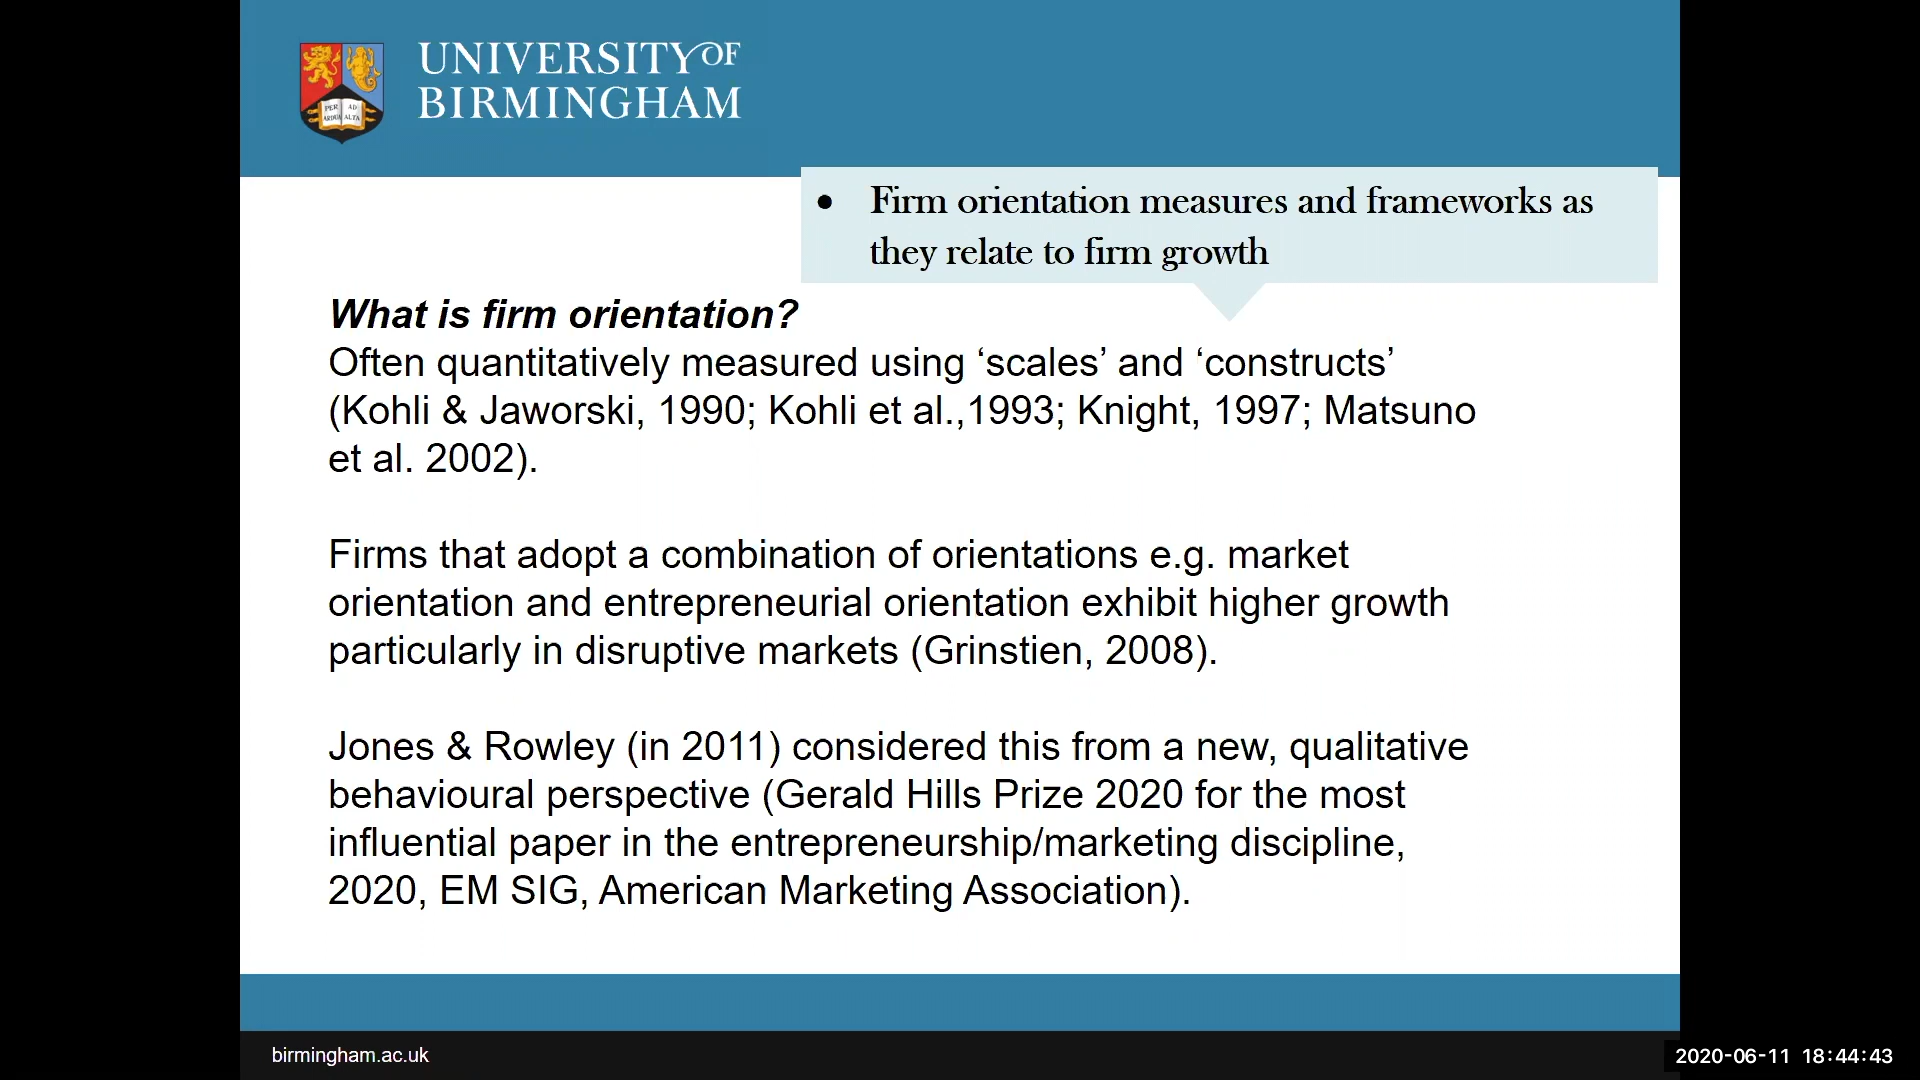 UNIVERSITY OF
BIRMINGHAM
PER AD
ARDUA ALTA
• Firm orientation measures and frameworks as
they relate to firm growth
What is firm orientation?
Often quantitatively measured using ‘scales’ and ‘constructs’
(Kohli & Jaworski, 1990; Kohli et al.,1993; Knight, 1997; Matsuno
et al. 2002).
Firms that adopt a combination of orientations e.g. market
orientation and entrepreneurial orientation exhibit higher growth
particularly in disruptive markets (Grinstien, 2008).
Jones & Rowley (in 2011) considered this from a new, qualitative
behavioural perspective (Gerald Hills Prize 2020 for the most
influential paper in the entrepreneurship/marketing discipline,
2020, EM SIG, American Marketing Association).
birmingham.ac.uk
2020-06-11 18:44:43